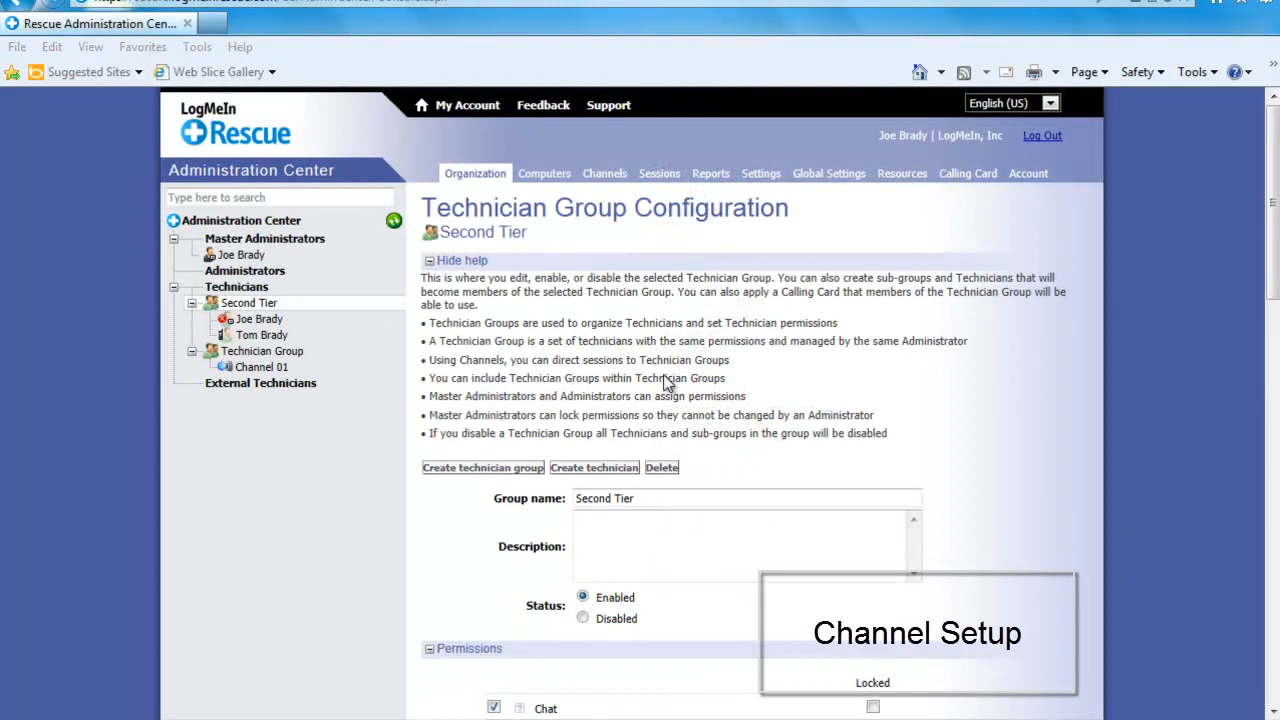 Rescue Administration Cen...
File Edit View Favorites Tools Help
Suggested Sites Web Slice Gallery
Page Safety Tools
LogMeIn
Rescue
My Account Feedback Support
English (US)
Joe Brady | LogMeIn, Inc Log Out
Administration Center
Organization Computers Channels Sessions Reports Settings Global Settings Resources Calling Card Account
Type here to search
Administration Center
Master Administrators
Joe Brady
Administrators
Technicians
Second Tier
Joe Brady
Tom Brady
Technician Group
Channel 01
External Technicians
Technician Group Configuration
Second Tier
Hide help
This is where you edit, enable, or disable the selected Technician Group. You can also create sub-groups and Technicians that will
become members of the selected Technician Group. You can also apply a Calling Card that members of the Technician Group will be
able to use.
• Technician Groups are used to organize Technicians and set Technician permissions
• A Technician Group is a set of technicians with the same permissions and managed by the same Administrator
• Using Channels, you can direct sessions to Technician Groups
• You can include Technician Groups within Technician Groups
• Master Administrators and Administrators can assign permissions
• Master Administrators can lock permissions so they cannot be changed by an Administrator
• If you disable a Technician Group all Technicians and sub-groups in the group will be disabled
Create technician group Create technician Delete
Group name: Second Tier
Description:
Status: Enabled
Disabled
Permissions
Channel Setup
Locked
Chat